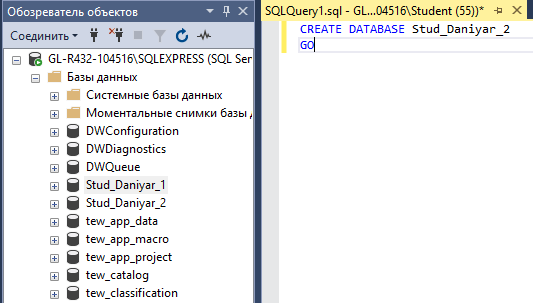 Обозреватель объектов
Соединить
GL-R432-104516\SQLEXPRESS (SQL Ser
Базы данных
Системные базы данных
Моментальные снимки базы д
DWConfiguration
DWDiagnostics
DWQueue
Stud_Daniyar_1
Stud_Daniyar_2
tew_app_data
tew_app_macro
tew_app_project
tew_catalog
tew_classification
SQLQuery1.sql - GL...04516\Student (55))*
CREATE DATABASE Stud_Daniyar_2
GO